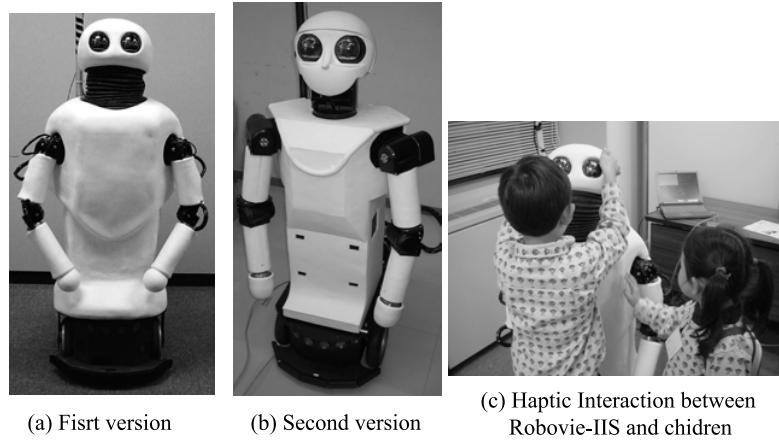 (a) Fisrt version
(b) Second version
(c) Haptic Interaction between
Robovie-IIS and chidren